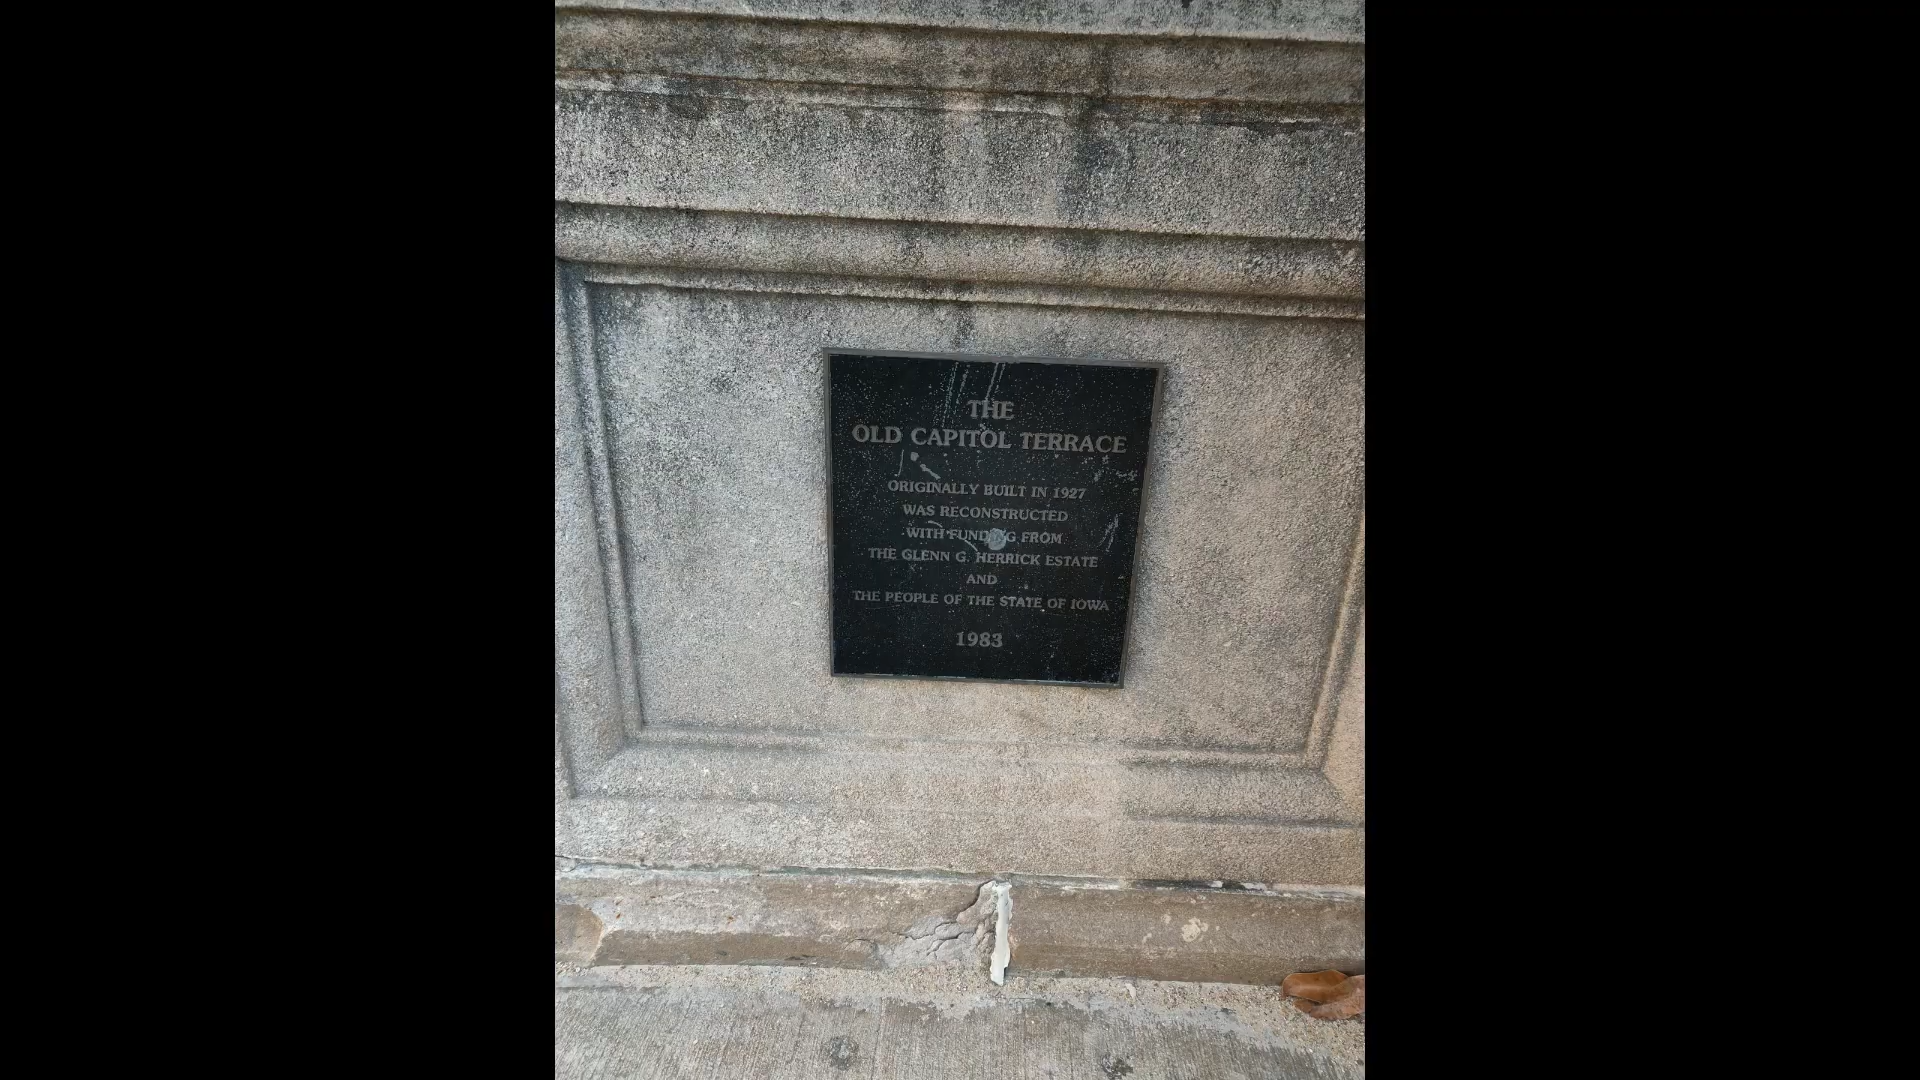 THE
OLD CAPITOL TERRACE
ORIGINALLY BUILT IN 1927
WAS RECONSTRUCTED
WITH FUNDING FROM
THE GLENN G. HERRICK ESTATE
AND
THE PEOPLE OF THE STATE OF IOWA
1983